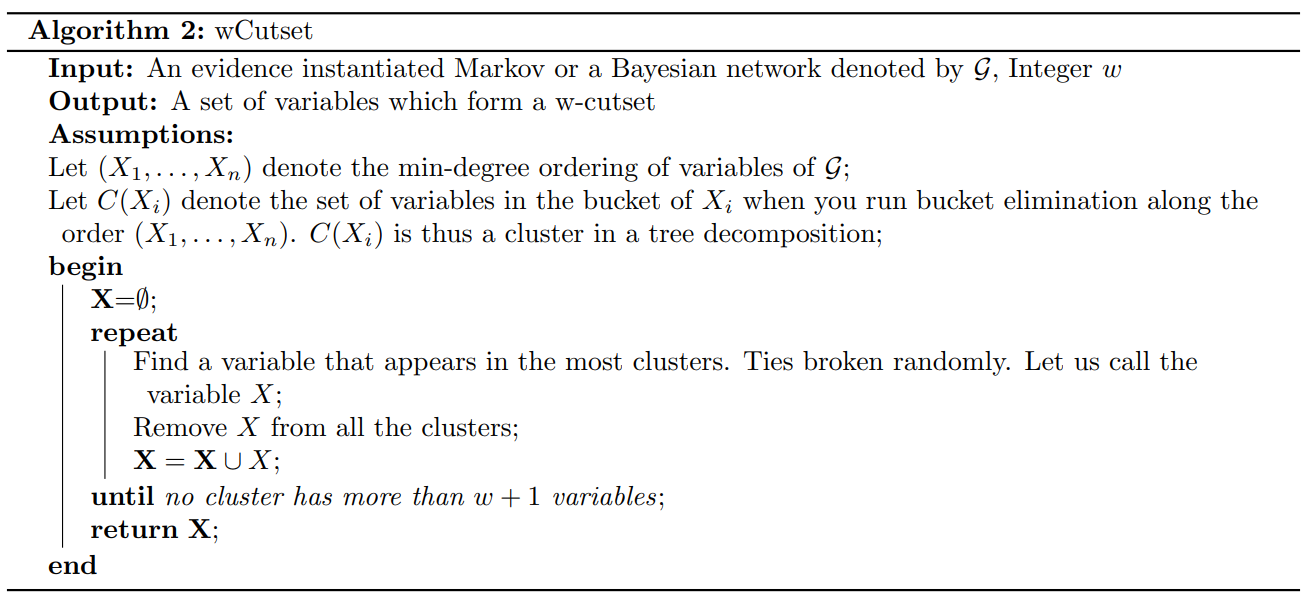 Algorithm 2: wCutset
Input: An evidence instantiated Markov or a Bayesian network denoted by 𝒢, Integer w
Output: A set of variables which form a w-cutset
Assumptions:
Let (X₁, . . . , Xₙ) denote the min-degree ordering of variables of 𝒢;
Let C(Xᵢ) denote the set of variables in the bucket of Xᵢ when you run bucket elimination along the
order (X₁, . . . , Xₙ). C(Xᵢ) is thus a cluster in a tree decomposition;
begin
X=∅;
repeat
Find a variable that appears in the most clusters. Ties broken randomly. Let us call the
variable X;
Remove X from all the clusters;
X = X ∪ X;
until no cluster has more than w + 1 variables;
return X;
end